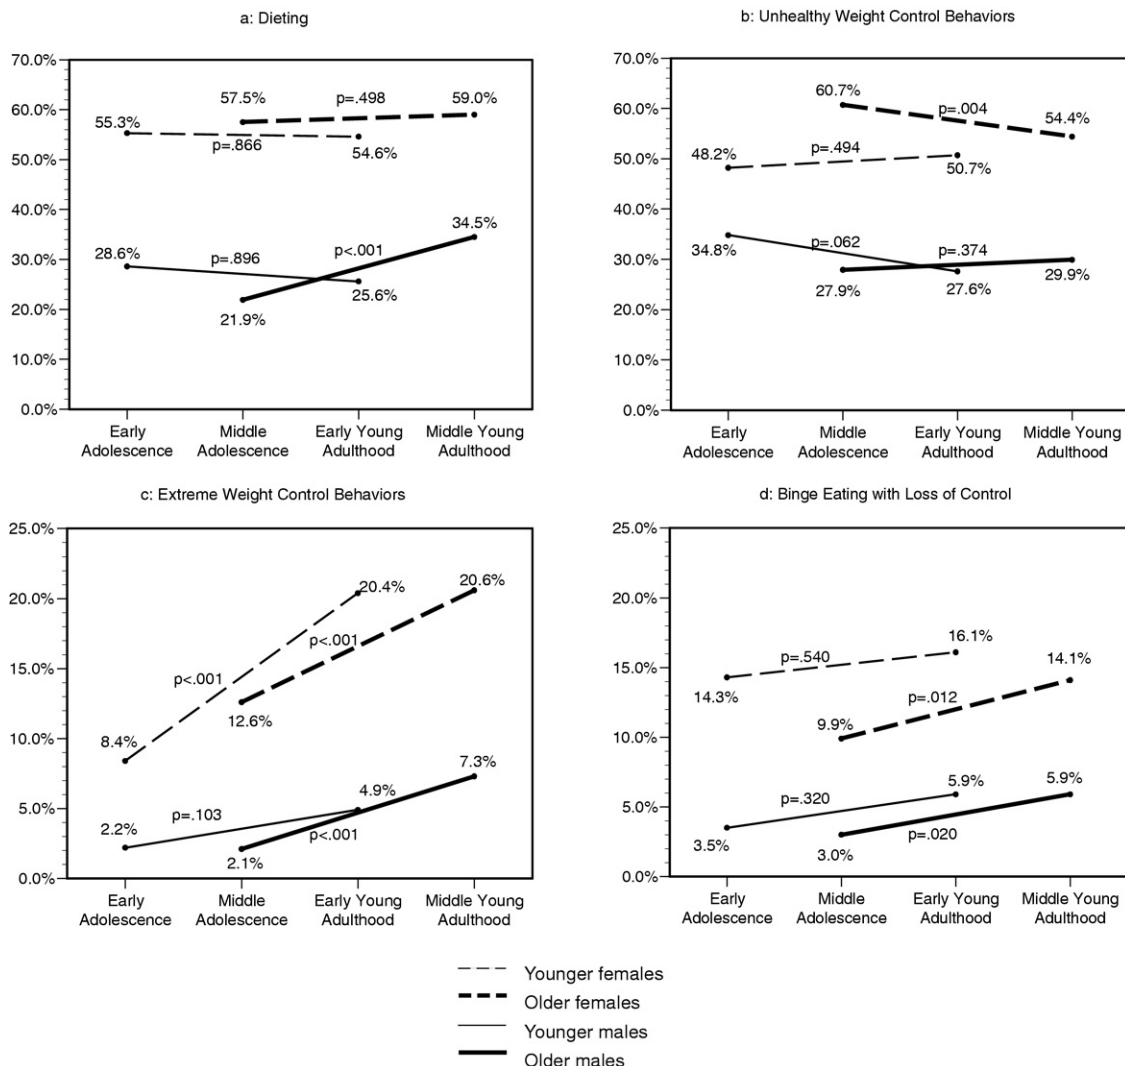 a: Dieting
70.0%
60.0%
50.0%
40.0%
30.0%
20.0%
10.0%
0.0%
55.3%
57.5%
p=.498
59.0%
p=.866
54.6%
28.6%
p=.896
p<.001
34.5%
21.9%
25.6%
Early
Adolescence
Middle
Adolescence
Early Young
Adulthood
Middle Young
Adulthood
b: Unhealthy Weight Control Behaviors
70.0%
60.0%
50.0%
40.0%
30.0%
20.0%
10.0%
0.0%
60.7%
p=.004
54.4%
48.2%
p=.494
50.7%
34.8%
p=.062
p=.374
27.9%
27.6%
29.9%
Early
Adolescence
Middle
Adolescence
Early Young
Adulthood
Middle Young
Adulthood
c: Extreme Weight Control Behaviors
25.0%
20.0%
15.0%
10.0%
5.0%
0.0%
20.4%
20.6%
p<.001
p<.001
8.4%
12.6%
2.2%
p=.103
4.9%
7.3%
2.1%
p<.001
Early
Adolescence
Middle
Adolescence
Early Young
Adulthood
Middle Young
Adulthood
d: Binge Eating with Loss of Control
25.0%
20.0%
15.0%
10.0%
5.0%
0.0%
14.3%
p=.540
16.1%
14.1%
9.9%
p=.012
3.5%
p=.320
5.9%
5.9%
3.0%
p=.020
Early
Adolescence
Middle
Adolescence
Early Young
Adulthood
Middle Young
Adulthood
Younger females
Older females
Younger males
Older males